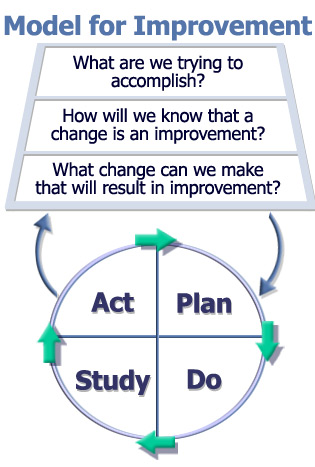 Model for Improvement
What are we trying to
accomplish?
How will we know that a
change is an improvement?
What change can we make
that will result in improvement?
Act
Plan
Study
Do